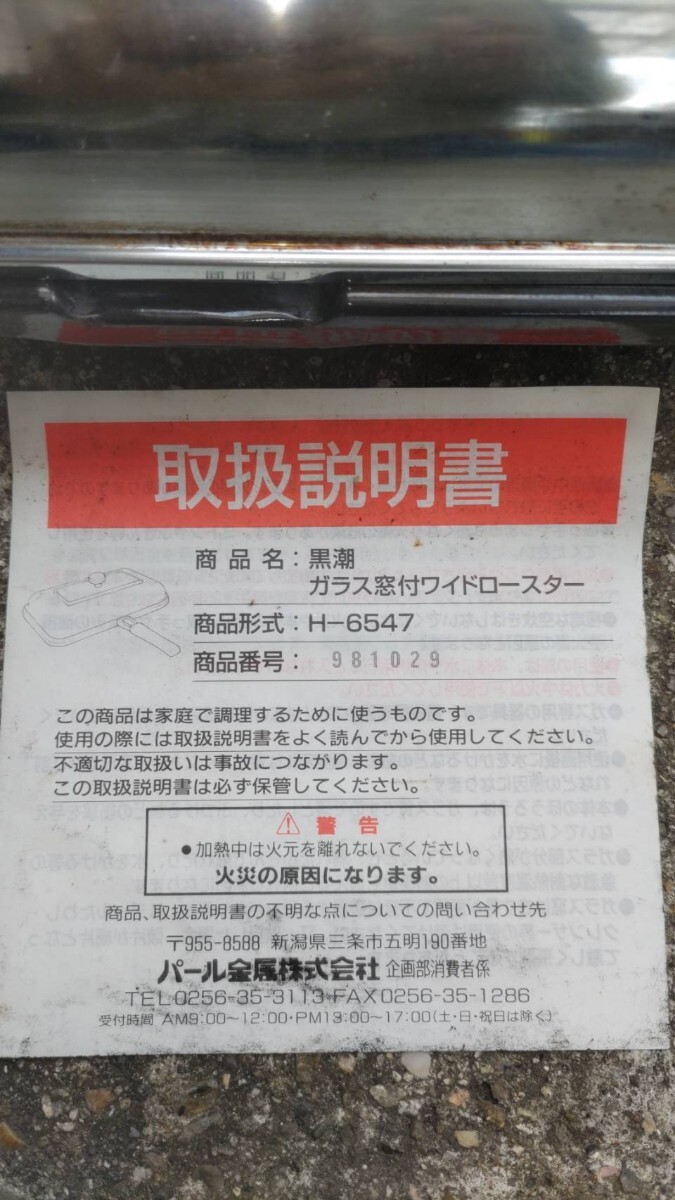 取扱説明書
商品名：黒潮
ガラス窓付ワイドロースター
商品形式：H-6547
商品番号： 981029
この商品は家庭で調理するために使うものです。
使用の際には取扱説明書をよく読んでから使用してください。
不適切な取扱いは事故につながります。
この取扱説明書は必ず保管してください。
⚠ 警告
●加熱中は火元を離れないでください。
火災の原因になります。
商品、取扱説明書の不明な点についての問い合わせ先
〒955-8588 新潟県三条市五明190番地
パール金属株式会社 企画部消費者係
TEL0256-35-3113・FAX0256-35-1286
受付時間 AM9:00〜12:00・PM13:00〜17:00(土・日・祝日は除く)